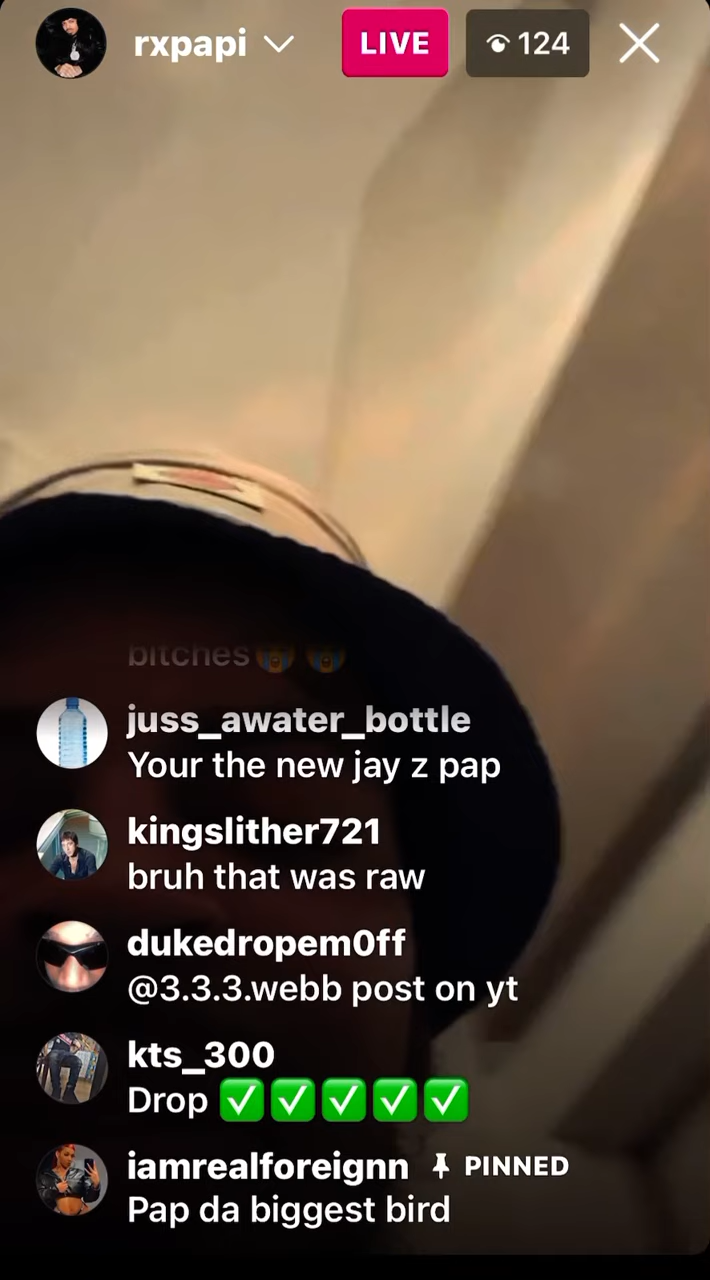 rxpapi
LIVE
124
bitches😭😭
juss_awater_bottle
Your the new jay z pap
kingslither721
bruh that was raw
dukedropem0ff
@3.3.3.webb post on yt
kts_300
Drop ✅✅✅✅✅
iamrealforeignn PINNED
Pap da biggest bird